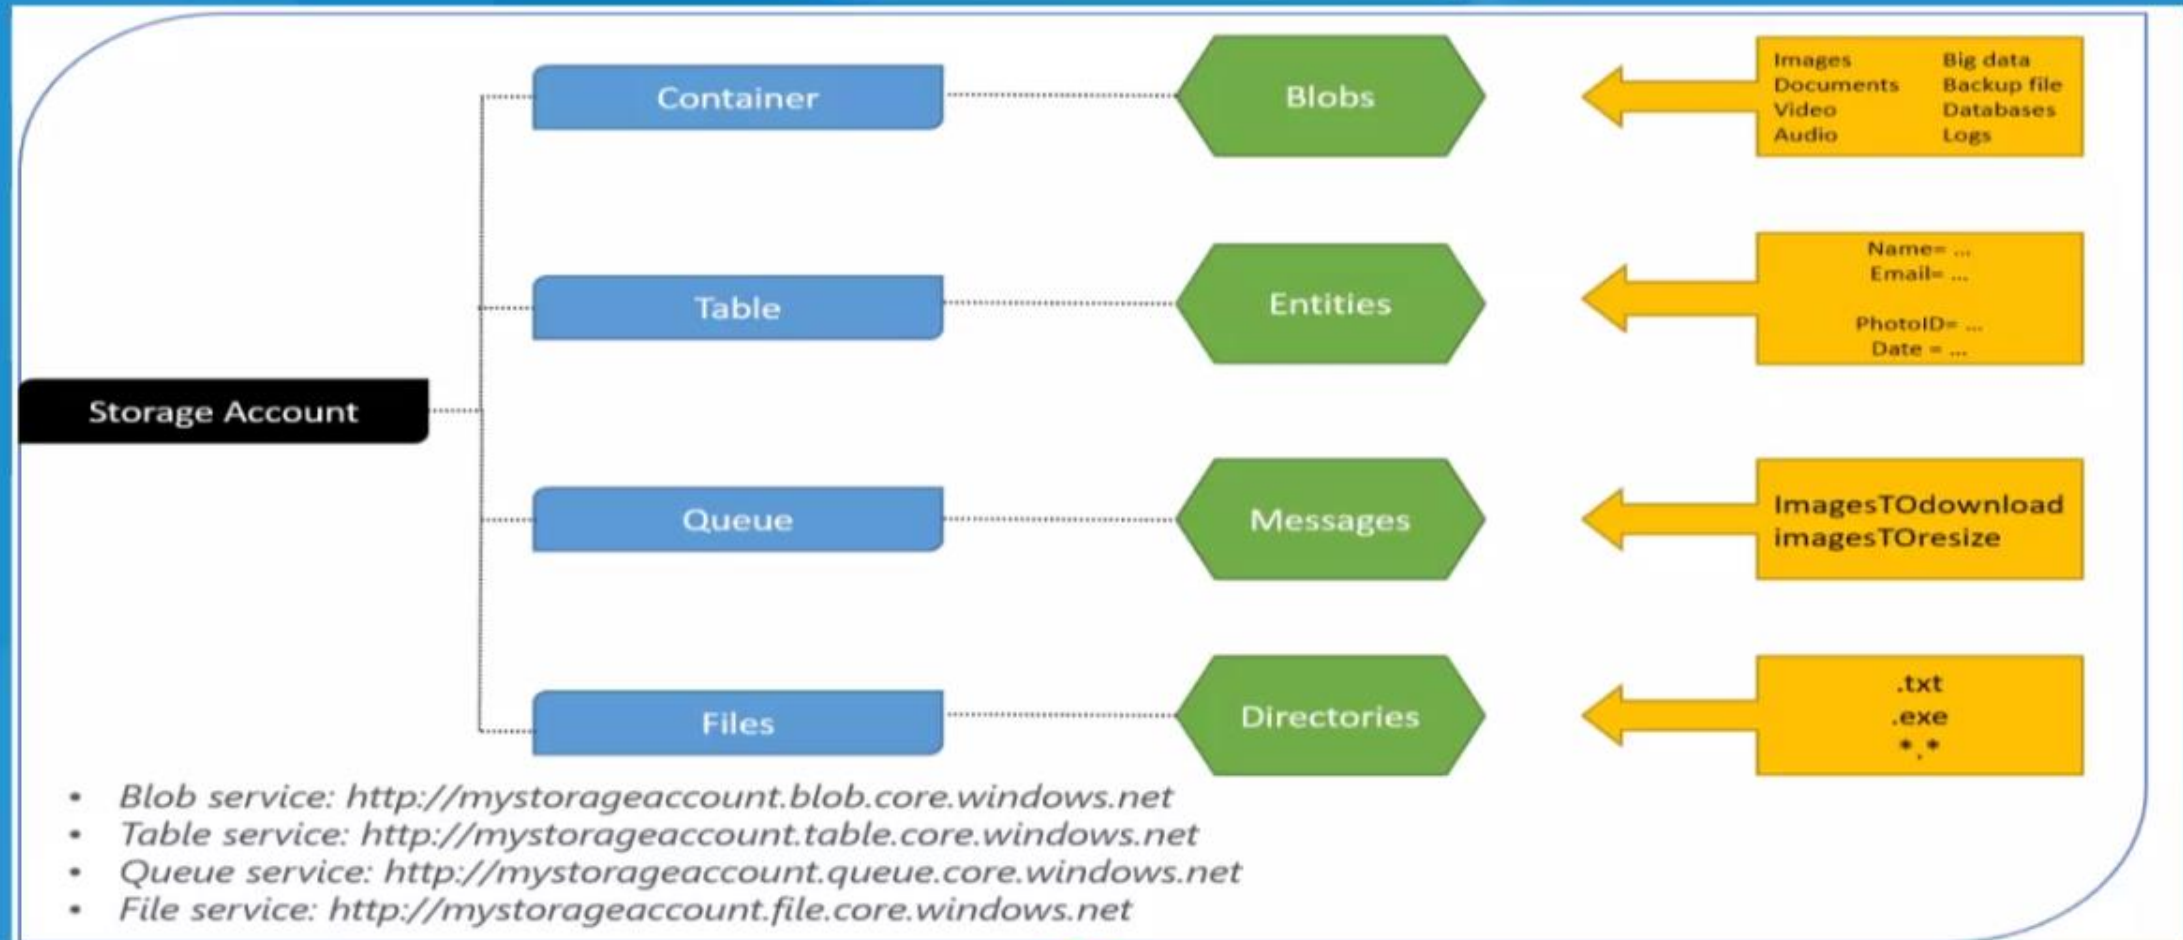 Storage Account
Container
Blobs
Images Big data
Documents Backup file
Video Databases
Audio Logs
Table
Entities
Name= ...
Email= ...
PhotoID= ...
Date = ...
Queue
Messages
ImagesTOdownload
imagesTOresize
Files
Directories
.txt
.exe
*.*
• Blob service: http://mystorageaccount.blob.core.windows.net
• Table service: http://mystorageaccount.table.core.windows.net
• Queue service: http://mystorageaccount.queue.core.windows.net
• File service: http://mystorageaccount.file.core.windows.net